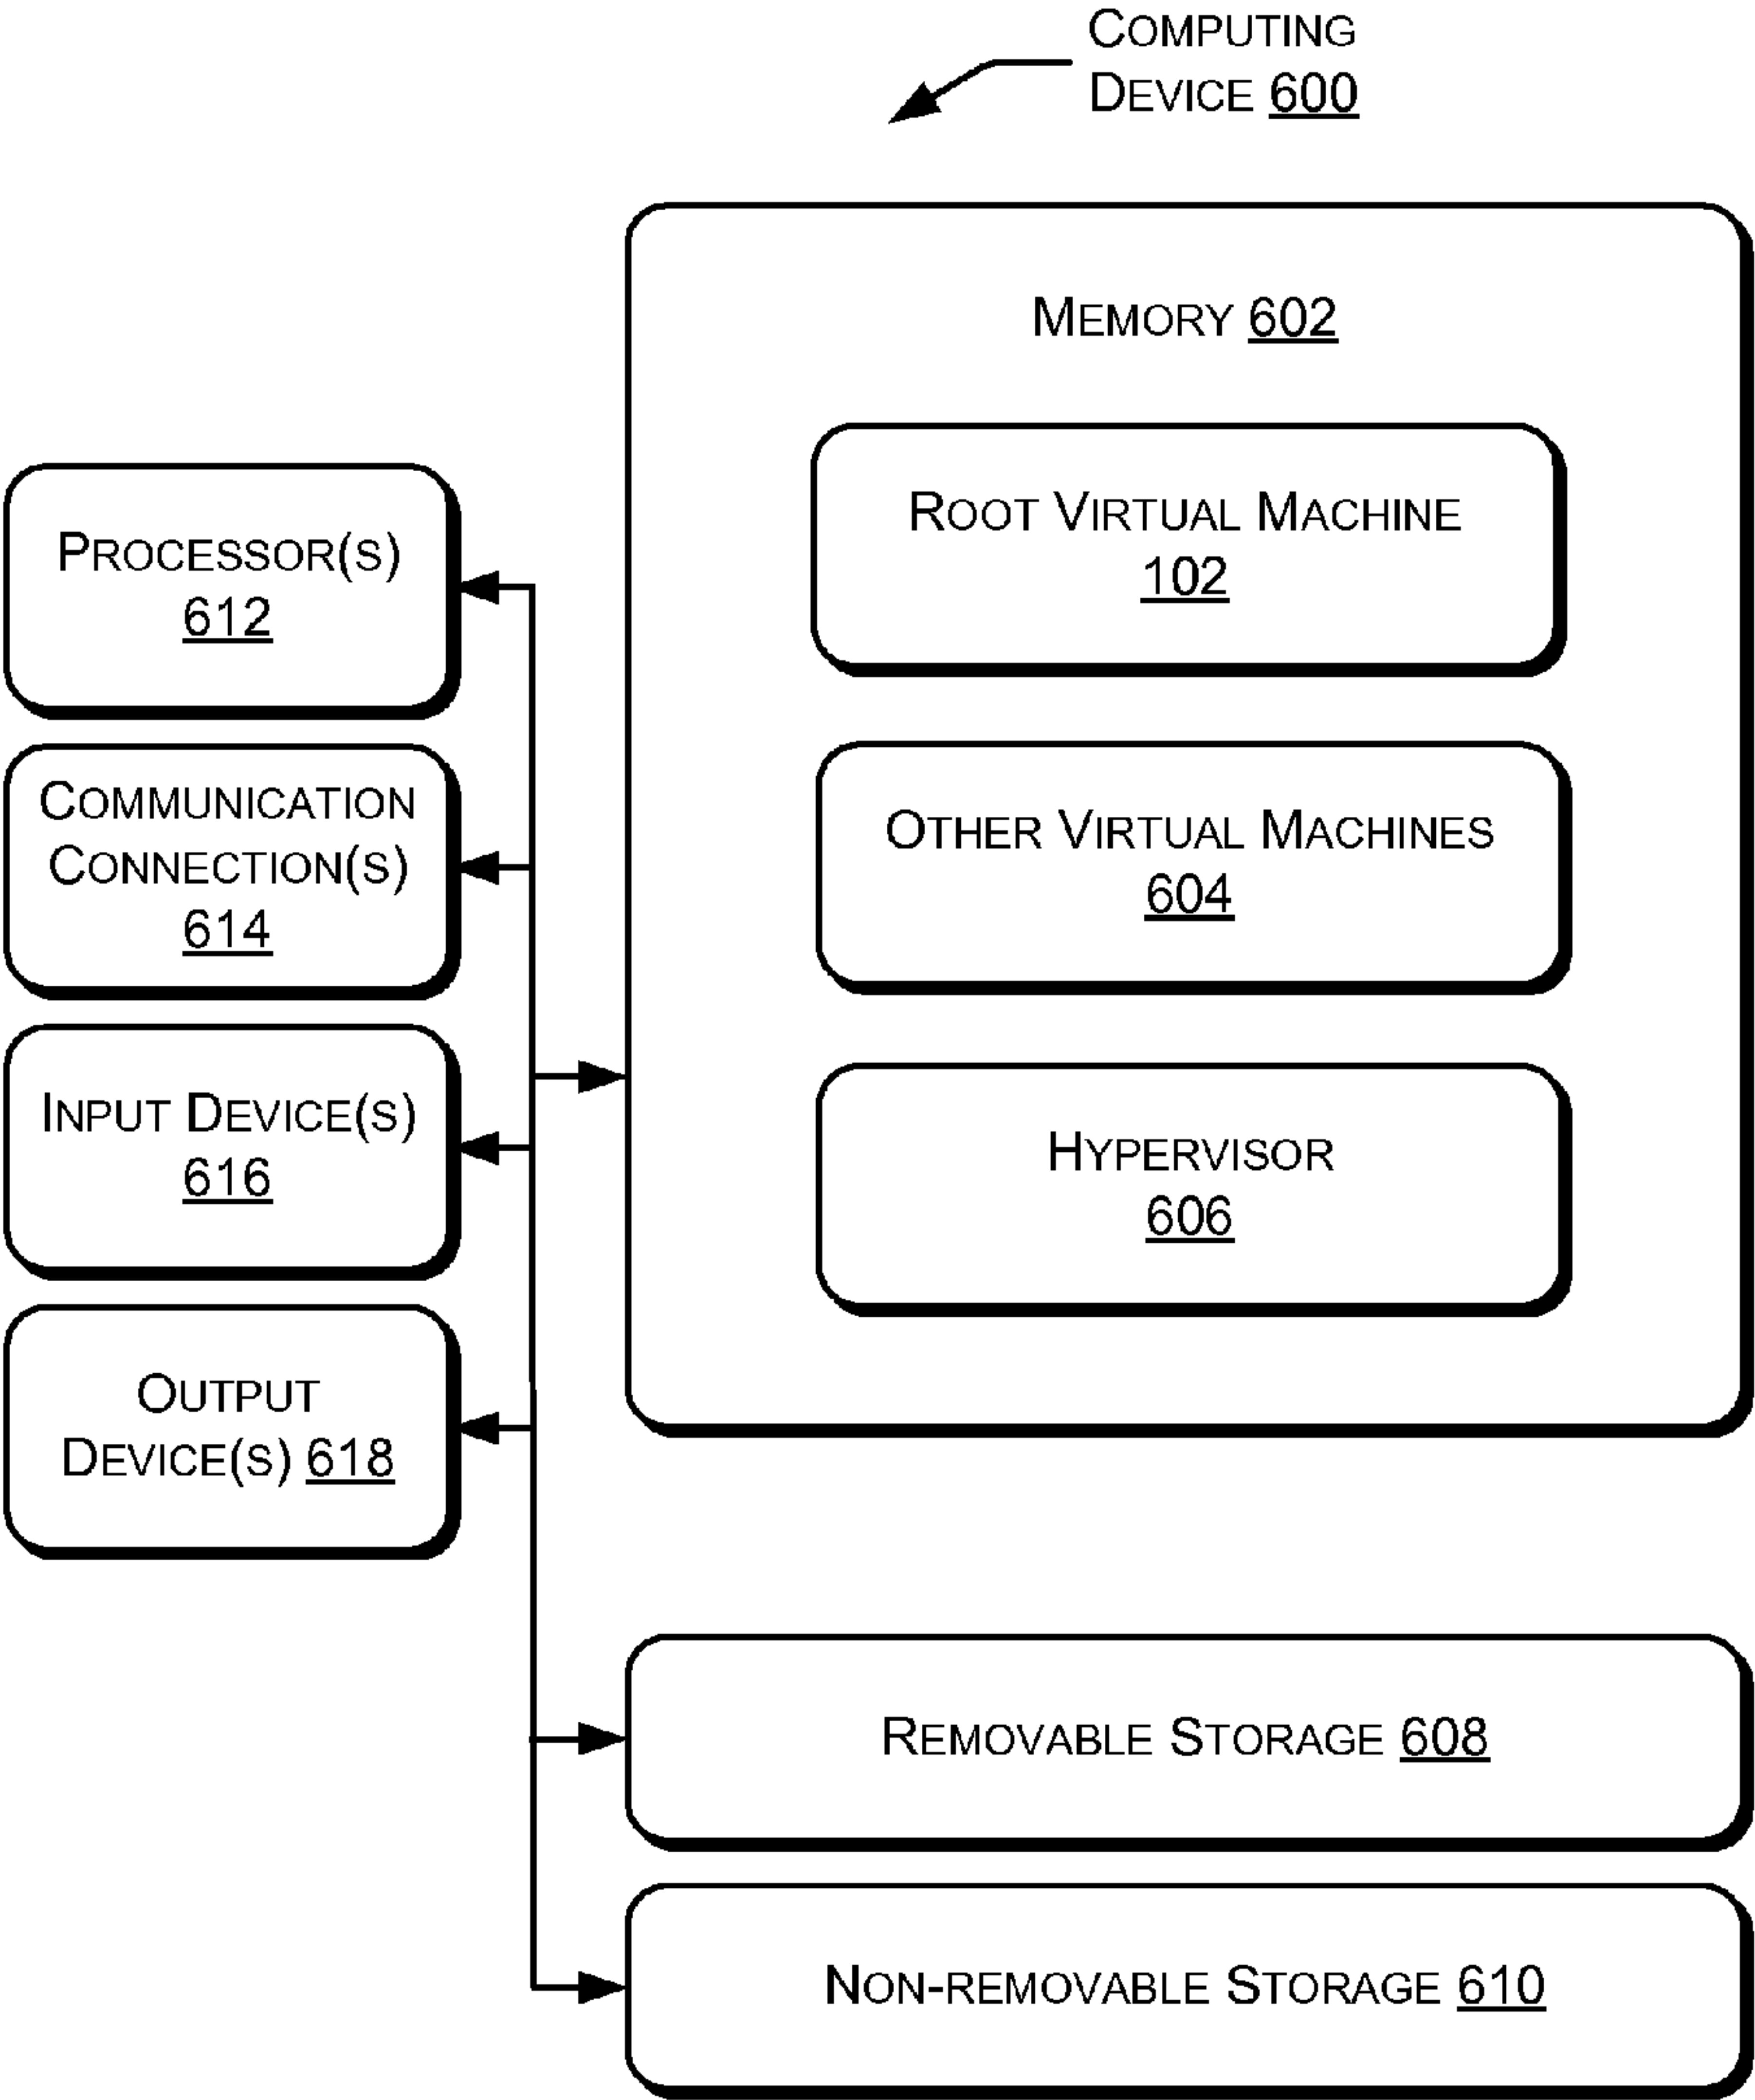 COMPUTING
DEVICE 600
MEMORY 602
ROOT VIRTUAL MACHINE
102
OTHER VIRTUAL MACHINES
604
HYPERVISOR
606
PROCESSOR(S)
612
COMMUNICATION
CONNECTION(S)
614
INPUT DEVICE(S)
616
OUTPUT
DEVICE(S) 618
REMOVABLE STORAGE 608
NON-REMOVABLE STORAGE 610